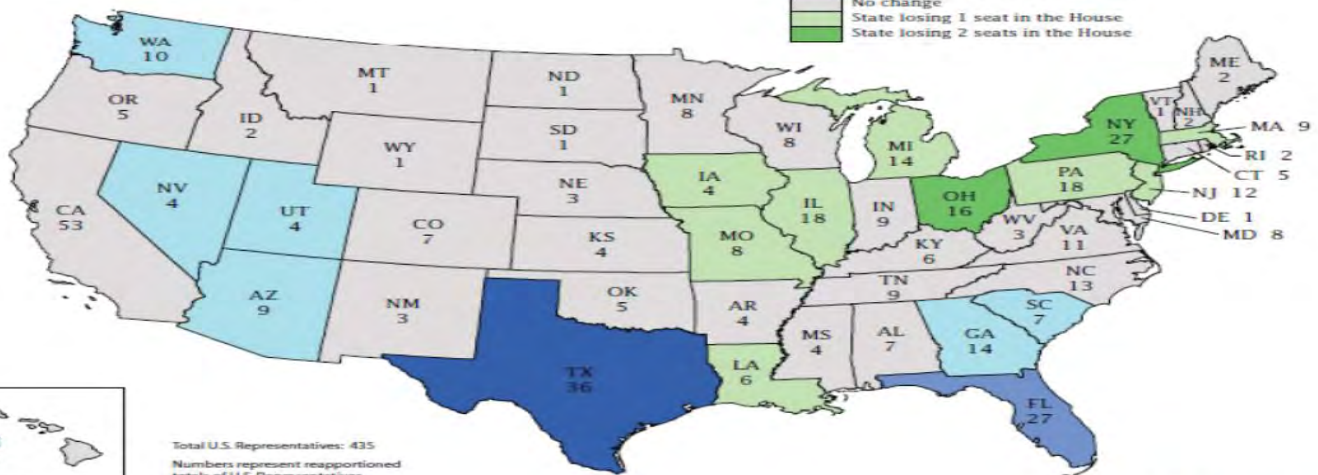 No change
State losing 1 seat in the House
State losing 2 seats in the House
WA
10
OR
5
ID
2
MT
1
ND
1
MN
8
WI
8
MI
14
NY
27
VT
1
NH
2
ME
2
MA 9
RI 2
CT 5
NJ 12
DE 1
MD 8
CA
53
NV
4
UT
4
WY
1
SD
1
NE
3
IA
4
IL
18
IN
9
OH
16
PA
18
WV
3
VA
11
CO
7
KS
4
MO
8
KY
6
AZ
9
NM
3
OK
5
AR
4
TN
9
NC
13
SC
7
TX
36
LA
6
MS
4
AL
7
GA
14
FL
27
Total U.S. Representatives: 435
Numbers represent reapportioned
totals of U.S. Representatives